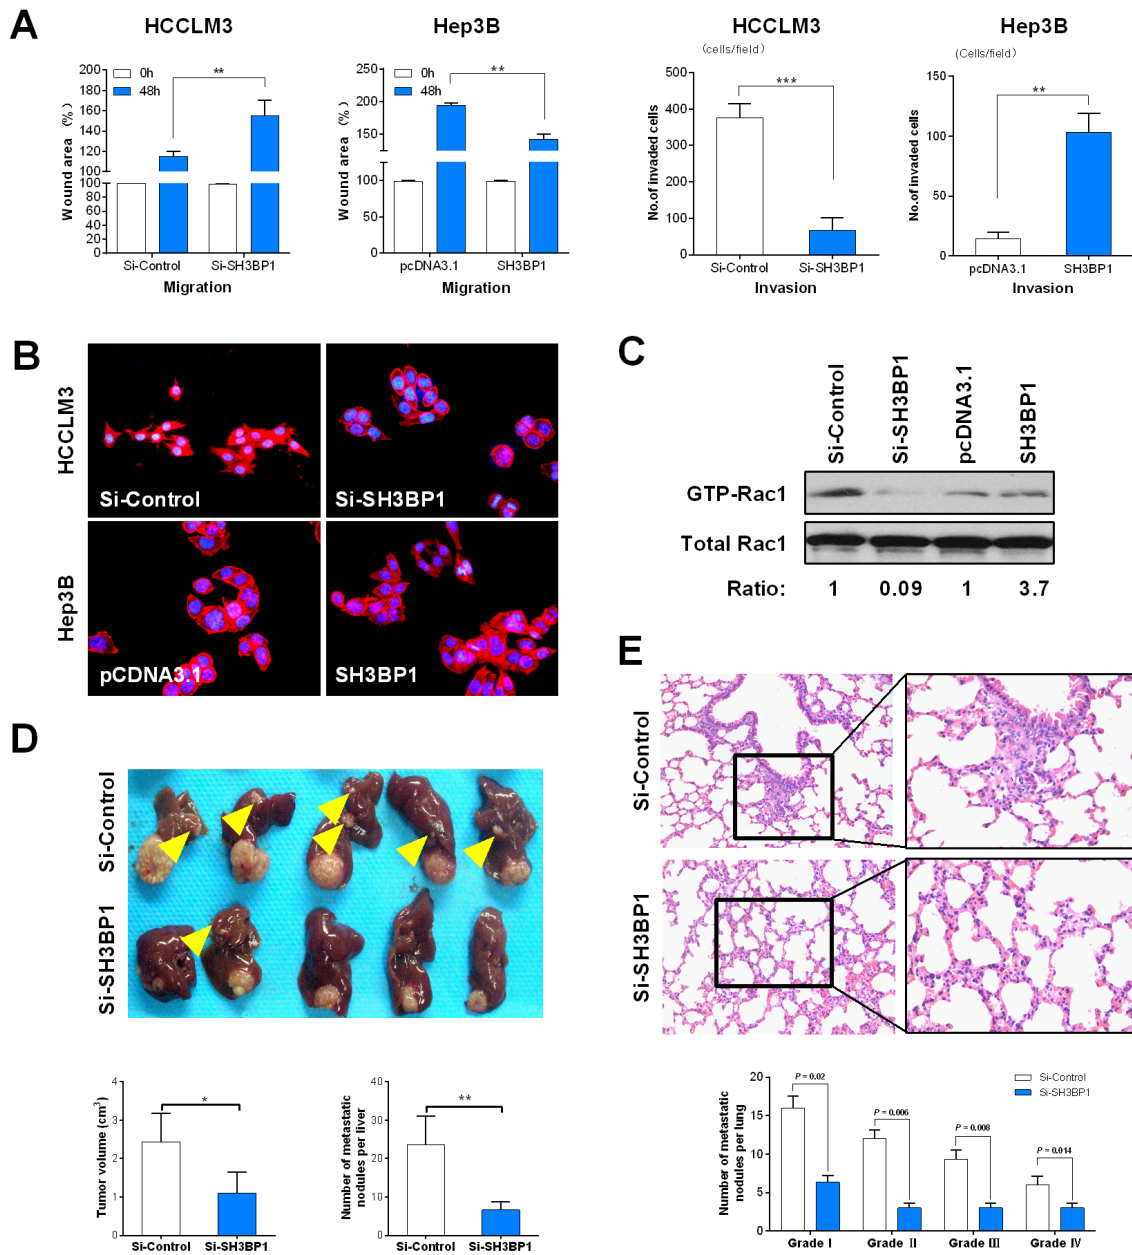 A
HCCLM3
0h
48h
**
Wound area (%)
200
180
160
140
120
100
100
80
60
40
20
0
Si-Control
Si-SH3BP1
Migration
Hep3B
0h
48h
**
Wound area (%)
250
200
150
100
50
0
pcDNA3.1
SH3BP1
Migration
HCCLM3
(cells/field)
***
No.of invaded cells
500
400
300
200
100
0
Si-Control
Si-SH3BP1
Invasion
Hep3B
(Cells/field)
**
No.of invaded cells
150
100
50
0
pcDNA3.1
SH3BP1
Invasion
B
HCCLM3
Si-Control
Si-SH3BP1
Hep3B
pCDNA3.1
SH3BP1
C
Si-Control
Si-SH3BP1
pcDNA3.1
SH3BP1
GTP-Rac1
Total Rac1
Ratio: 1 0.09 1 3.7
D
Si-Control
Si-SH3BP1
Tumor volume (cm³)
4
3
2
1
0
*
Si-Control
Si-SH3BP1
Number of metastatic
nodules per liver
40
30
20
10
0
**
Si-Control
Si-SH3BP1
E
Si-Control
Si-SH3BP1
Si-Control
Si-SH3BP1
Number of metastatic
nodules per lung
20
15
10
5
0
P = 0.02
P = 0.006
P = 0.008
P = 0.014
Grade I
Grade II
Grade III
Grade IV